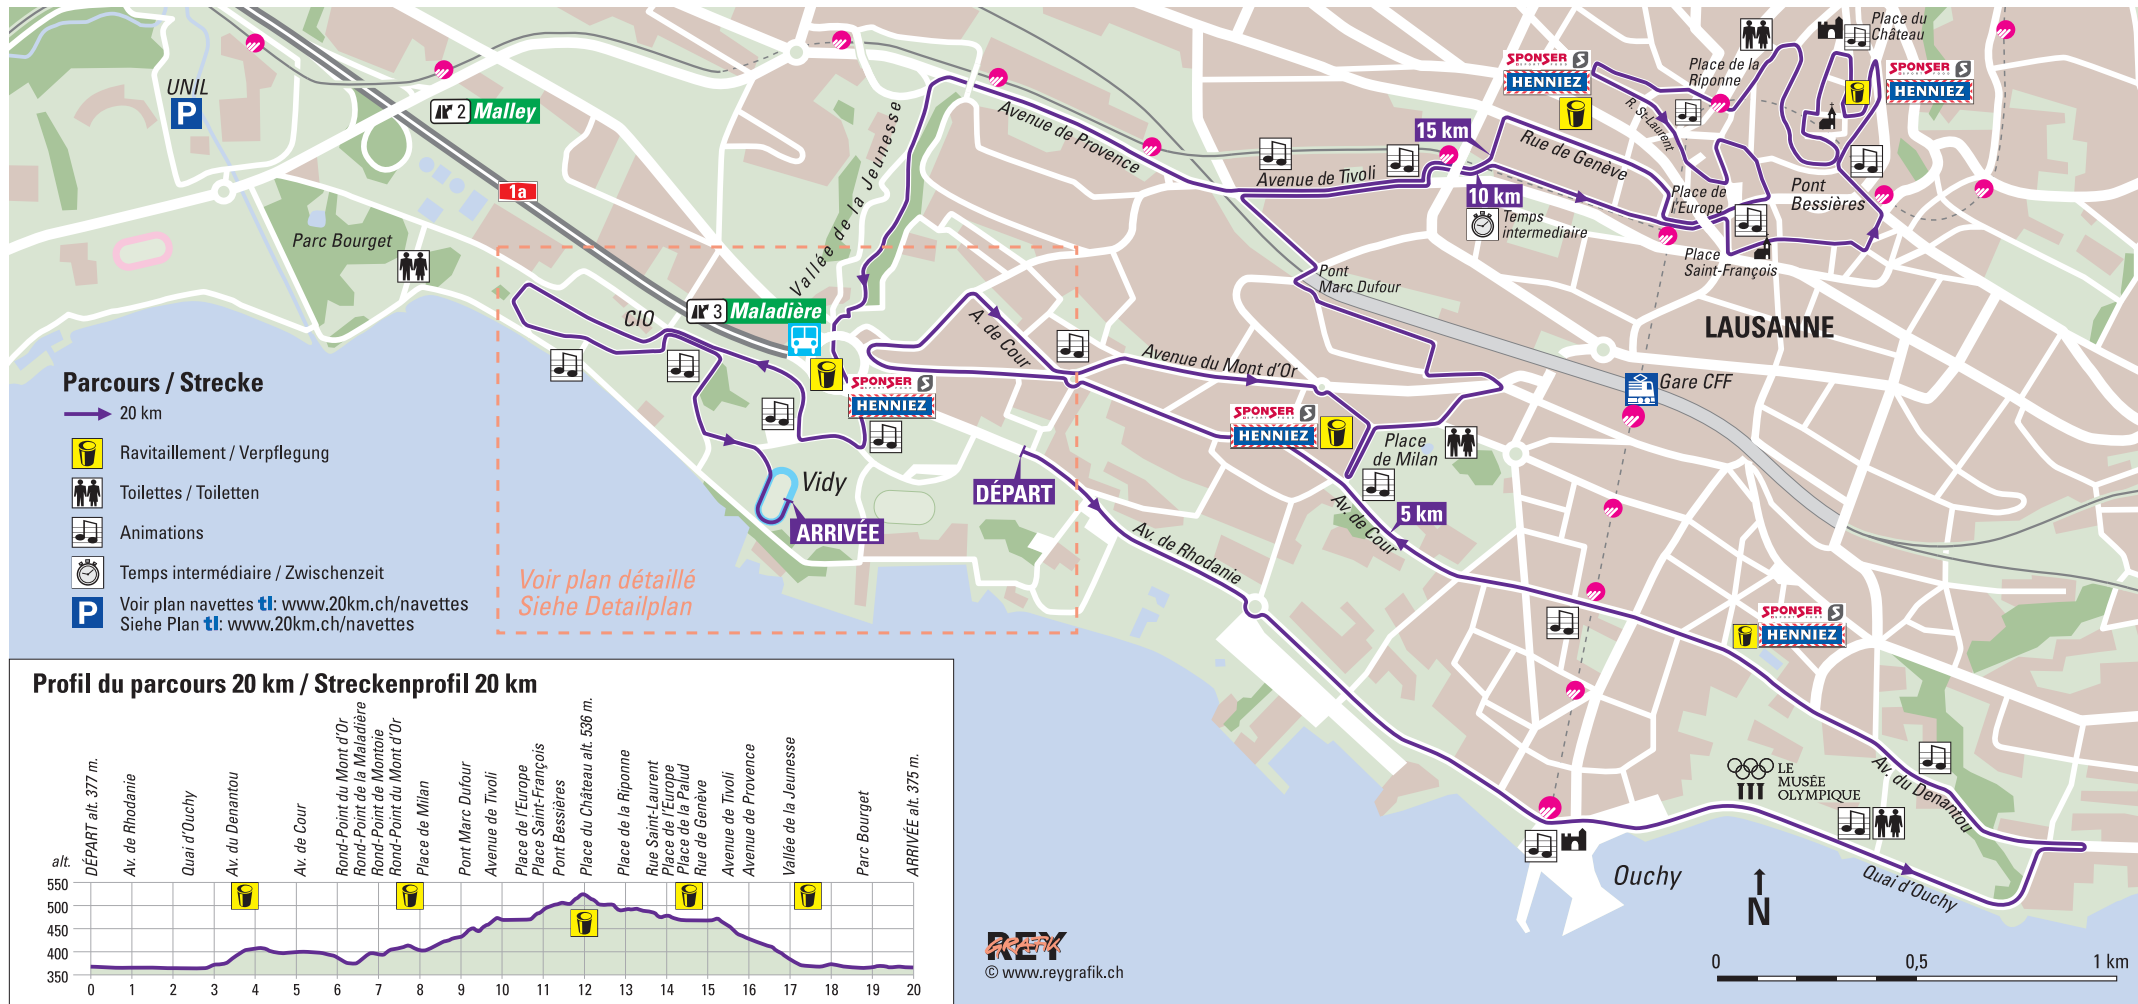 UNIL
P
2 Malley
1a
Parc Bourget
Vallée de la Jeunesse
Avenue de Provence
CIO
3 Maladière
A. de Cour
Avenue du Mont d'Or
SPONSER S
HENNIEZ
Vidy
DÉPART
ARRIVÉE
Voir plan détaillé
Siehe Detailplan
Av. de Rhodanie
Avenue de Tivoli
15 km
10 km
Temps
intermediaire
Rue de Genève
SPONSER S
HENNIEZ
R. St-Laurent
Place de la
Riponne
Place du
Château
SPONSER S
HENNIEZ
Place de
l'Europe
Pont
Bessières
Place
Saint-François
Pont
Marc Dufour
LAUSANNE
Gare CFF
SPONSER S
HENNIEZ
Place
de Milan
Av. de Cour
5 km
SPONSER S
HENNIEZ
LE
MUSÉE
OLYMPIQUE
Av. du Denantou
Quai d'Ouchy
Ouchy
N
0 0,5 1 km
REY
GRAFIK
© www.reygrafik.ch
Parcours / Strecke
20 km
Ravitaillement / Verpflegung
Toilettes / Toiletten
Animations
Temps intermédiaire / Zwischenzeit
P
Voir plan navettes tl: www.20km.ch/navettes
Siehe Plan tl: www.20km.ch/navettes
Profil du parcours 20 km / Streckenprofil 20 km
alt.
DÉPART alt. 377 m.
Av. de Rhodanie
Quai d'Ouchy
Av. du Denantou
Av. de Cour
Rond-Point du Mont d'Or
Rond-Point de la Maladière
Rond-Point de Montoie
Rond-Point du Mont d'Or
Place de Milan
Pont Marc Dufour
Avenue de Tivoli
Place de l'Europe
Place Saint-François
Pont Bessières
Place du Château alt. 536 m.
Place de la Riponne
Rue Saint-Laurent
Place de l'Europe
Place de la Palud
Rue de Genève
Avenue de Tivoli
Avenue de Provence
Vallée de la Jeunesse
Parc Bourget
ARRIVÉE alt. 375 m.
550
500
450
400
350
0 1 2 3 4 5 6 7 8 9 10 11 12 13 14 15 16 17 18 19 20